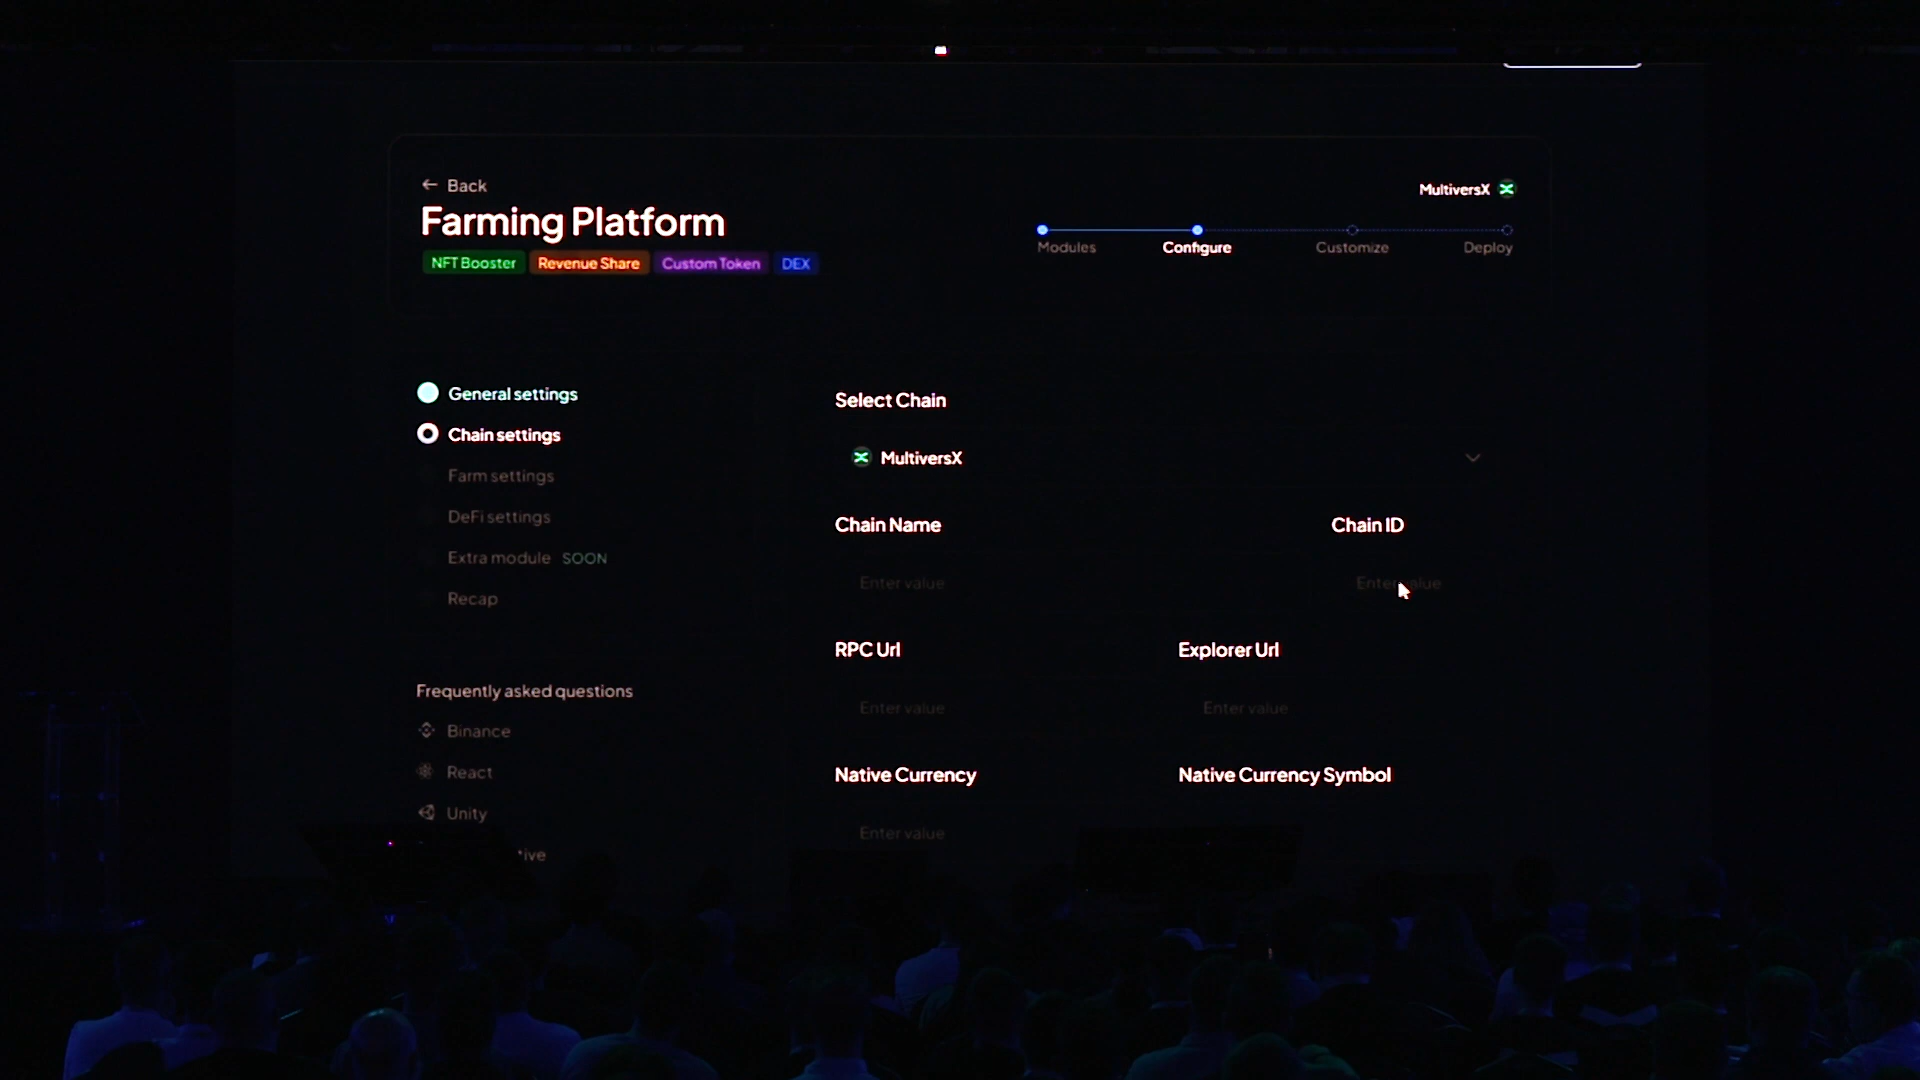 ← Back
Farming Platform
NFT Booster Revenue Share Custom Token DEX
MultiversX
Modules Configure Customize Deploy
General settings
Chain settings
Farm settings
DeFi settings
Extra module SOON
Recap
Frequently asked questions
Binance
React
Unity
Select Chain
MultiversX
Chain Name Chain ID
Enter value Enter value
RPC Url Explorer Url
Enter value Enter value
Native Currency Native Currency Symbol
Enter value